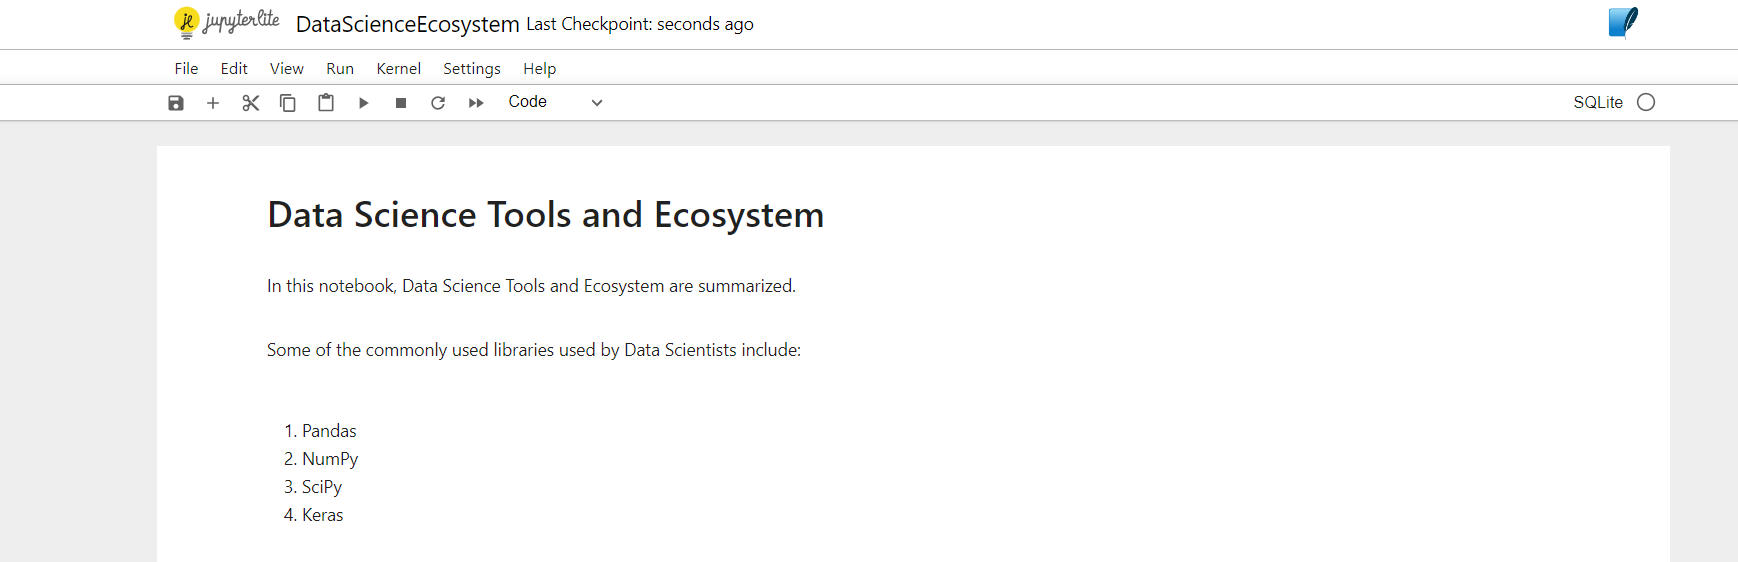 jupyterlite DataScienceEcosystem Last Checkpoint: seconds ago
File Edit View Run Kernel Settings Help
Code SQLite
Data Science Tools and Ecosystem
In this notebook, Data Science Tools and Ecosystem are summarized.
Some of the commonly used libraries used by Data Scientists include:
1. Pandas
2. NumPy
3. SciPy
4. Keras